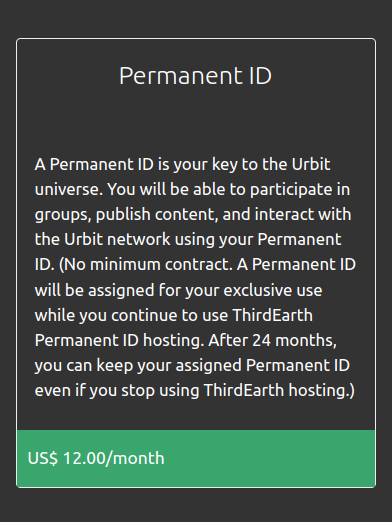 Permanent ID
A Permanent ID is your key to the Urbit
universe. You will be able to participate in
groups, publish content, and interact with
the Urbit network using your Permanent
ID. (No minimum contract. A Permanent ID
will be assigned for your exclusive use
while you continue to use ThirdEarth
Permanent ID hosting. After 24 months,
you can keep your assigned Permanent ID
even if you stop using ThirdEarth hosting.)
US$ 12.00/month